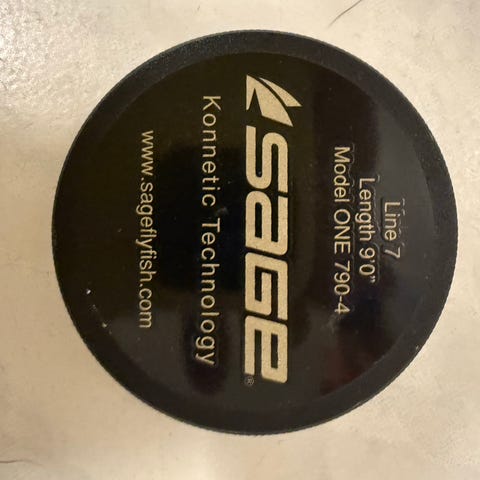 Line 7
Length 9'0"
Model ONE 790-4
SAGE®
Konnetic Technology
www.sageflyfish.com